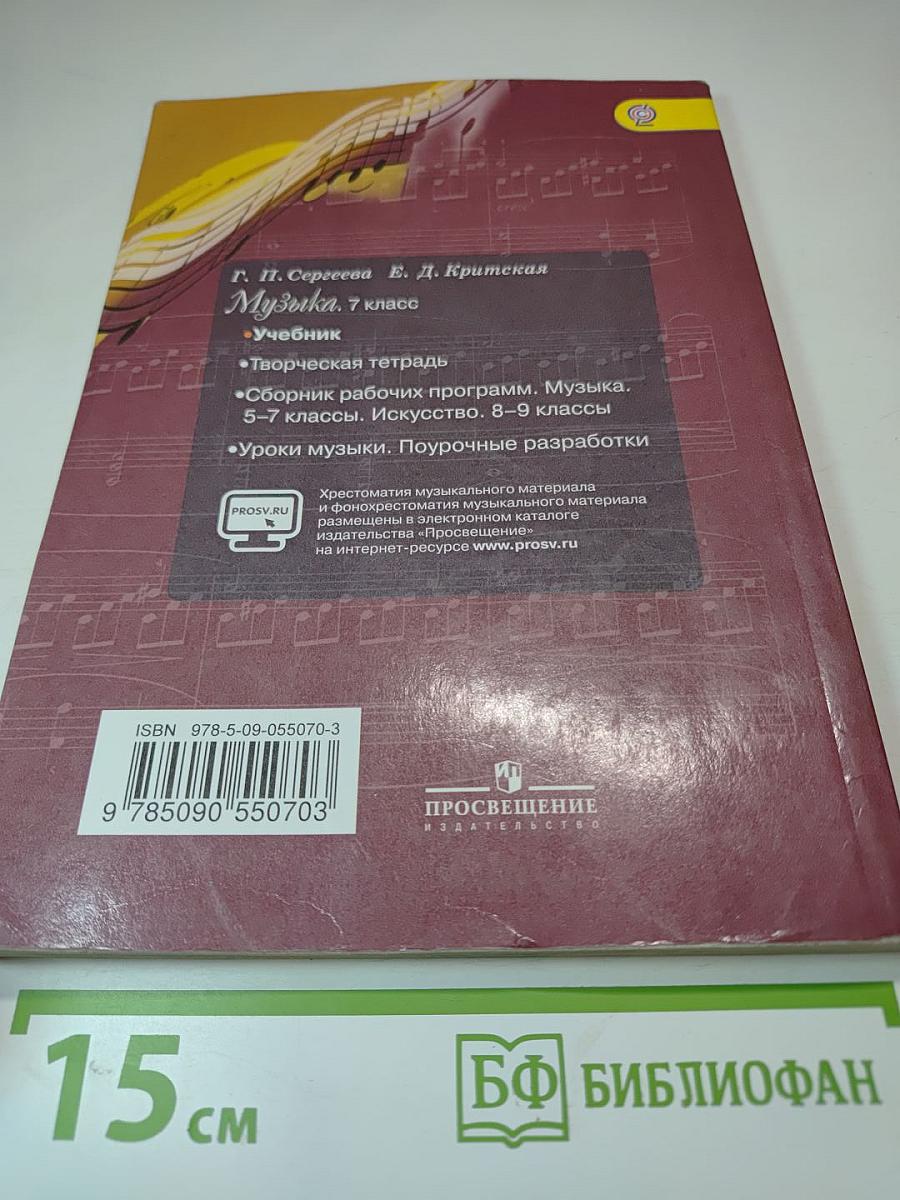 Г. П. Сергеева Е. Д. Критская
Музыка. 7 класс
•Учебник
•Творческая тетрадь
•Сборник рабочих программ. Музыка.
5–7 классы. Искусство. 8–9 классы
•Уроки музыки. Поурочные разработки
PROSV.RU
Хрестоматия музыкального материала
и фонохрестоматия музыкального материала
размещены в электронном каталоге
издательства «Просвещение»
на интернет-ресурсе www.prosv.ru
ISBN 978-5-09-055070-3
9 785090 550703
ИП
ПРОСВЕЩЕНИЕ
ИЗДАТЕЛЬСТВО
15 см
БФ БИБЛИОФАН